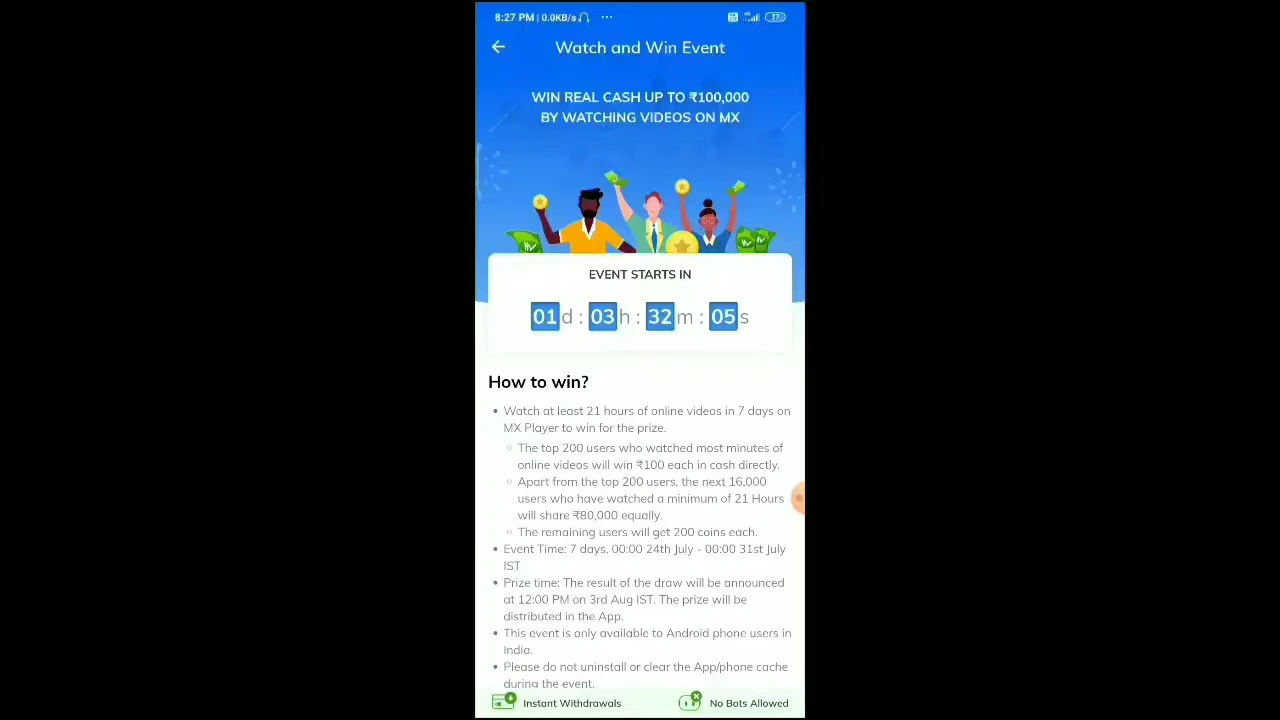 8:27 PM | 0.0KB/s ...
37
Watch and Win Event
WIN REAL CASH UP TO ₹100,000
BY WATCHING VIDEOS ON MX
EVENT STARTS IN
01d : 03h : 32m : 05s
How to win?
• Watch at least 21 hours of online videos in 7 days on
MX Player to win for the prize.
○ The top 200 users who watched most minutes of
online videos will win ₹100 each in cash directly.
○ Apart from the top 200 users, the next 16,000
users who have watched a minimum of 21 Hours
will share ₹80,000 equally.
○ The remaining users will get 200 coins each.
• Event Time: 7 days, 00:00 24th July - 00:00 31st July
IST
• Prize time: The result of the draw will be announced
at 12:00 PM on 3rd Aug IST. The prize will be
distributed in the App.
• This event is only available to Android phone users in
India.
• Please do not uninstall or clear the App/phone cache
during the event.
Instant Withdrawals
No Bots Allowed